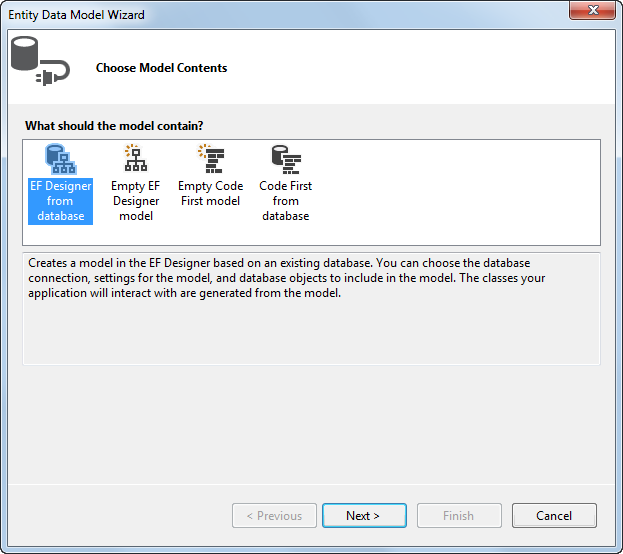 Entity Data Model Wizard
Choose Model Contents
What should the model contain?
EF Designer
from
database
Empty EF
Designer
model
Empty Code
First model
Code First
from
database
Creates a model in the EF Designer based on an existing database. You can choose the database
connection, settings for the model, and database objects to include in the model. The classes your
application will interact with are generated from the model.
< Previous
Next >
Finish
Cancel